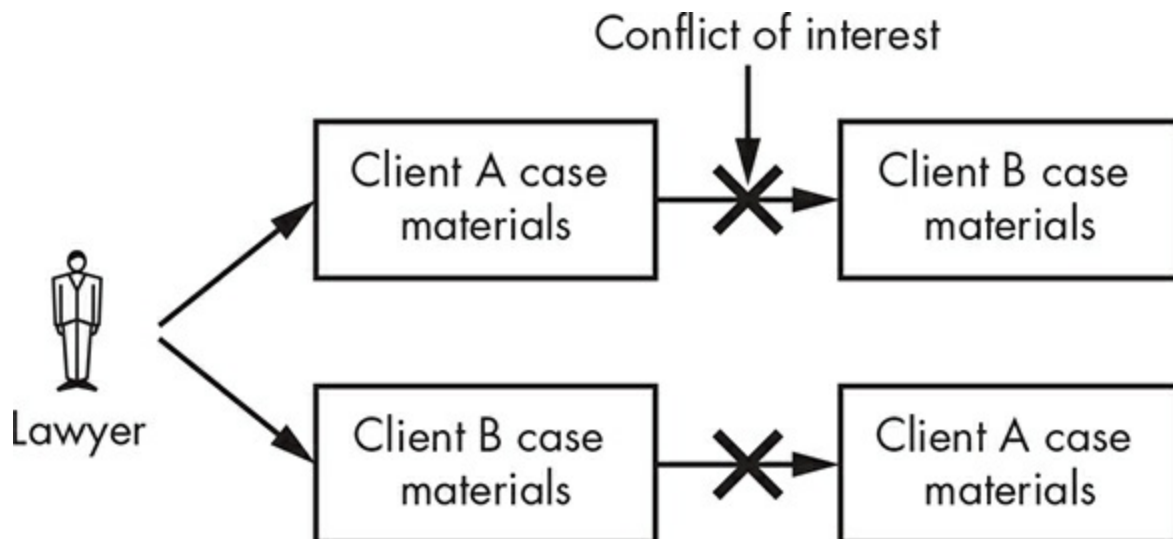 Conflict of interest
Client A case
materials
Client B case
materials
Lawyer
Client B case
materials
Client A case
materials